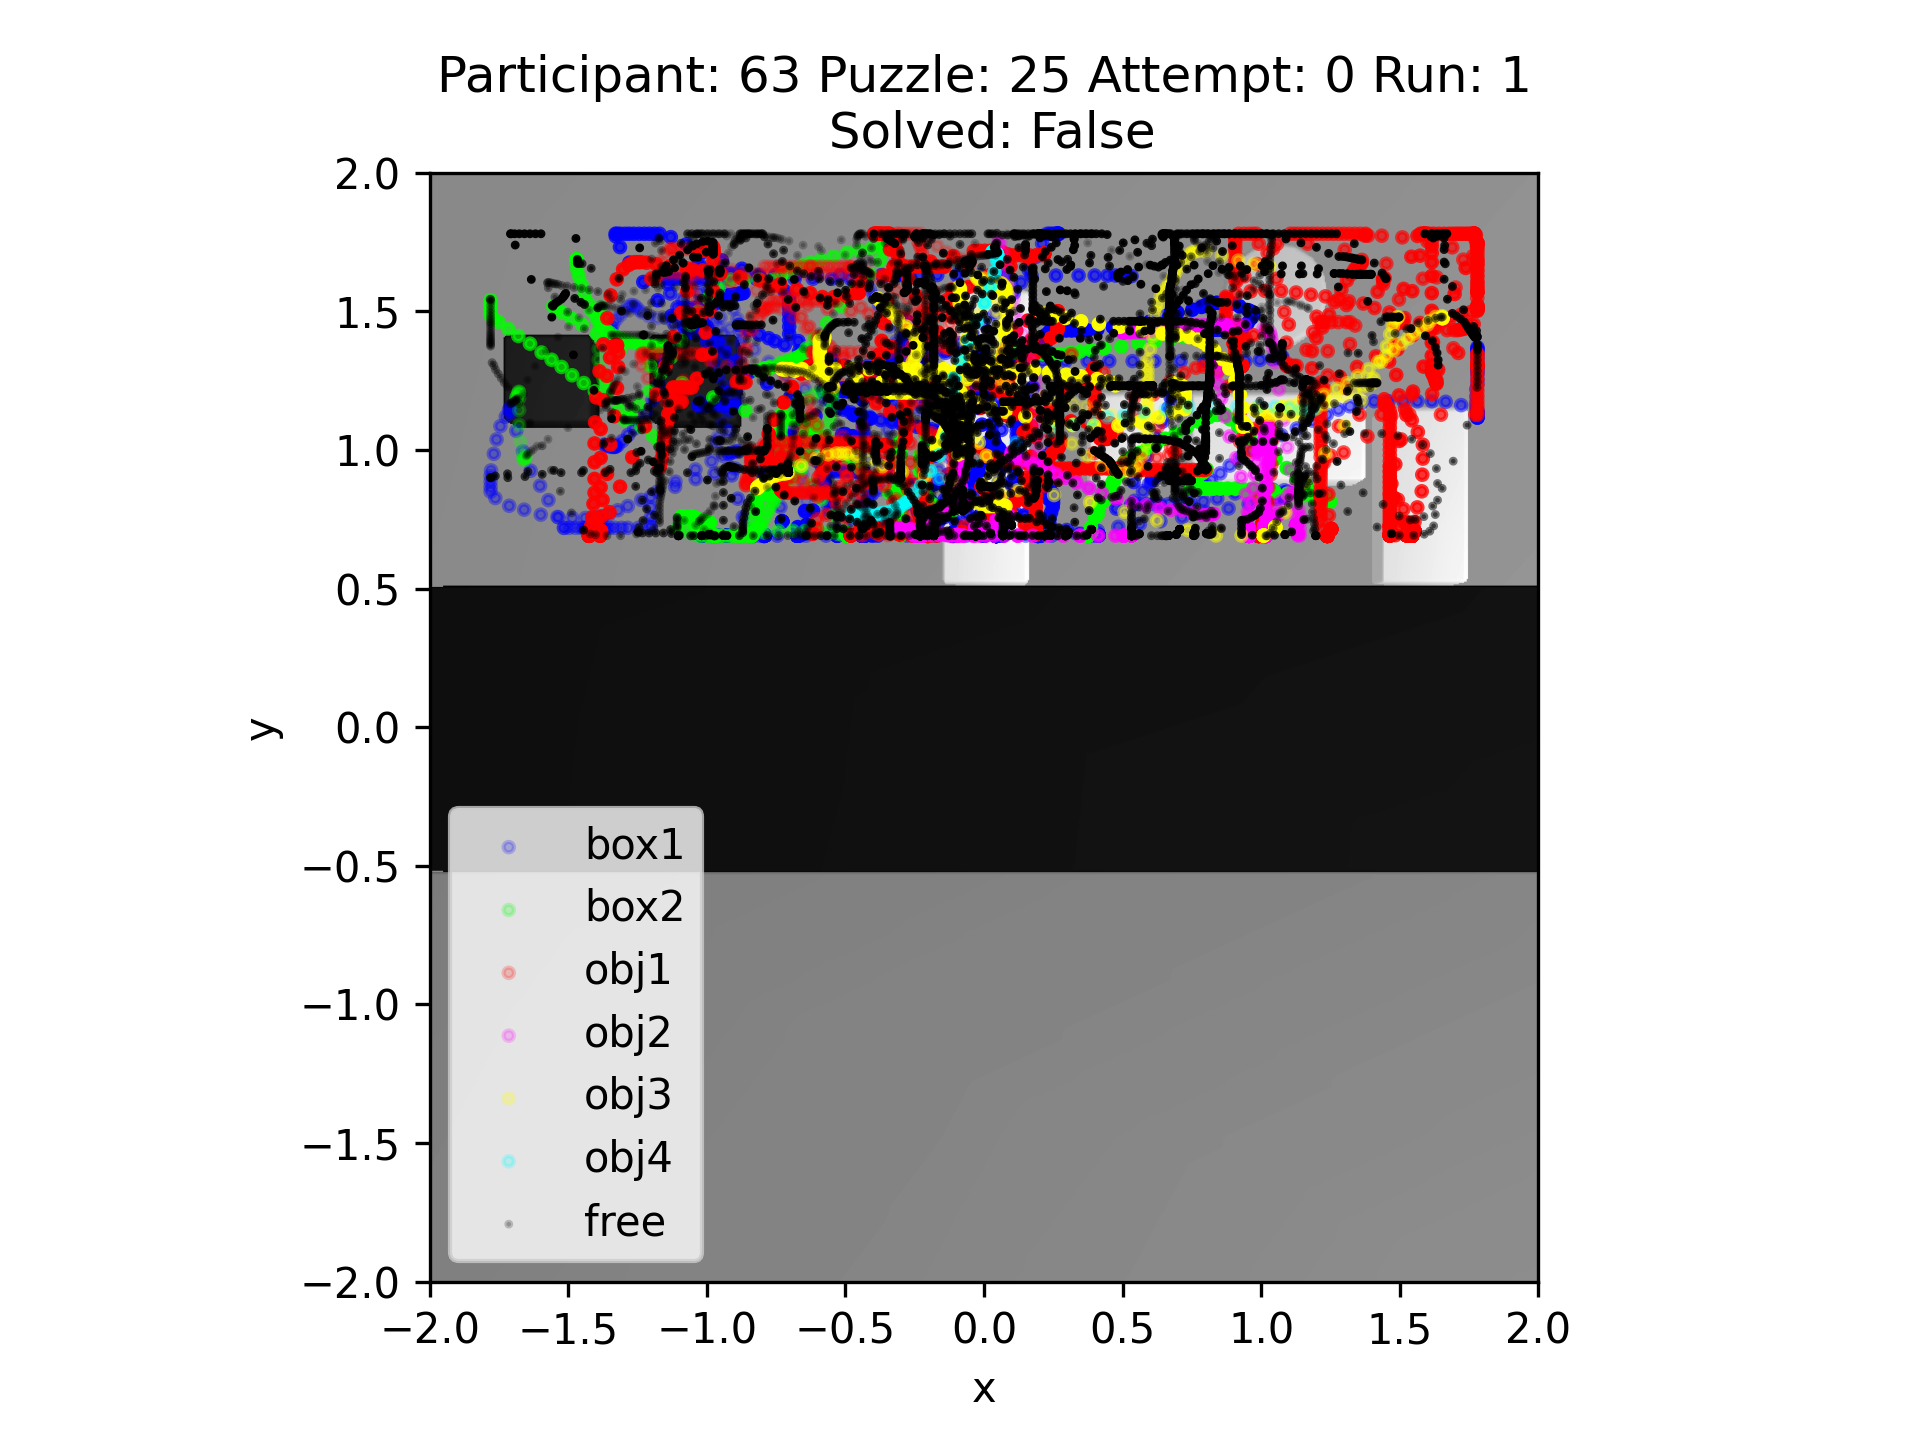 Participant: 63 Puzzle: 25 Attempt: 0 Run: 1
Solved: False
2.0
1.5
1.0
0.5
0.0
−0.5
−1.0
−1.5
−2.0
y
box1
box2
obj1
obj2
obj3
obj4
free
−2.0 −1.5 −1.0 −0.5 0.0 0.5 1.0 1.5 2.0
x